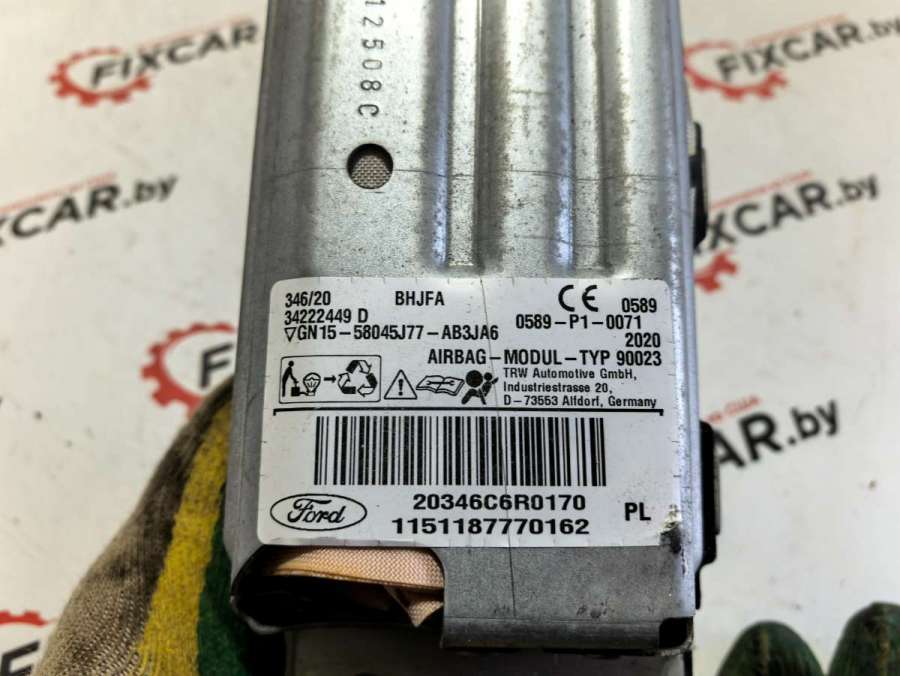 12508C
FIXCAR.by
FIXCAR.by
XCAR.by
FIXCAR.by
CAR.by
346/20 BHJFA CE 0589
34222449 D 0589-P1-0071
▽GN15-58045J77-AB3JA6 2020
AIRBAG-MODUL-TYP 90023
TRW Automotive GmbH,
Industriestrasse 20,
D-73553 Alfdorf, Germany
Ford
20346C6R0170
1151187770162 PL